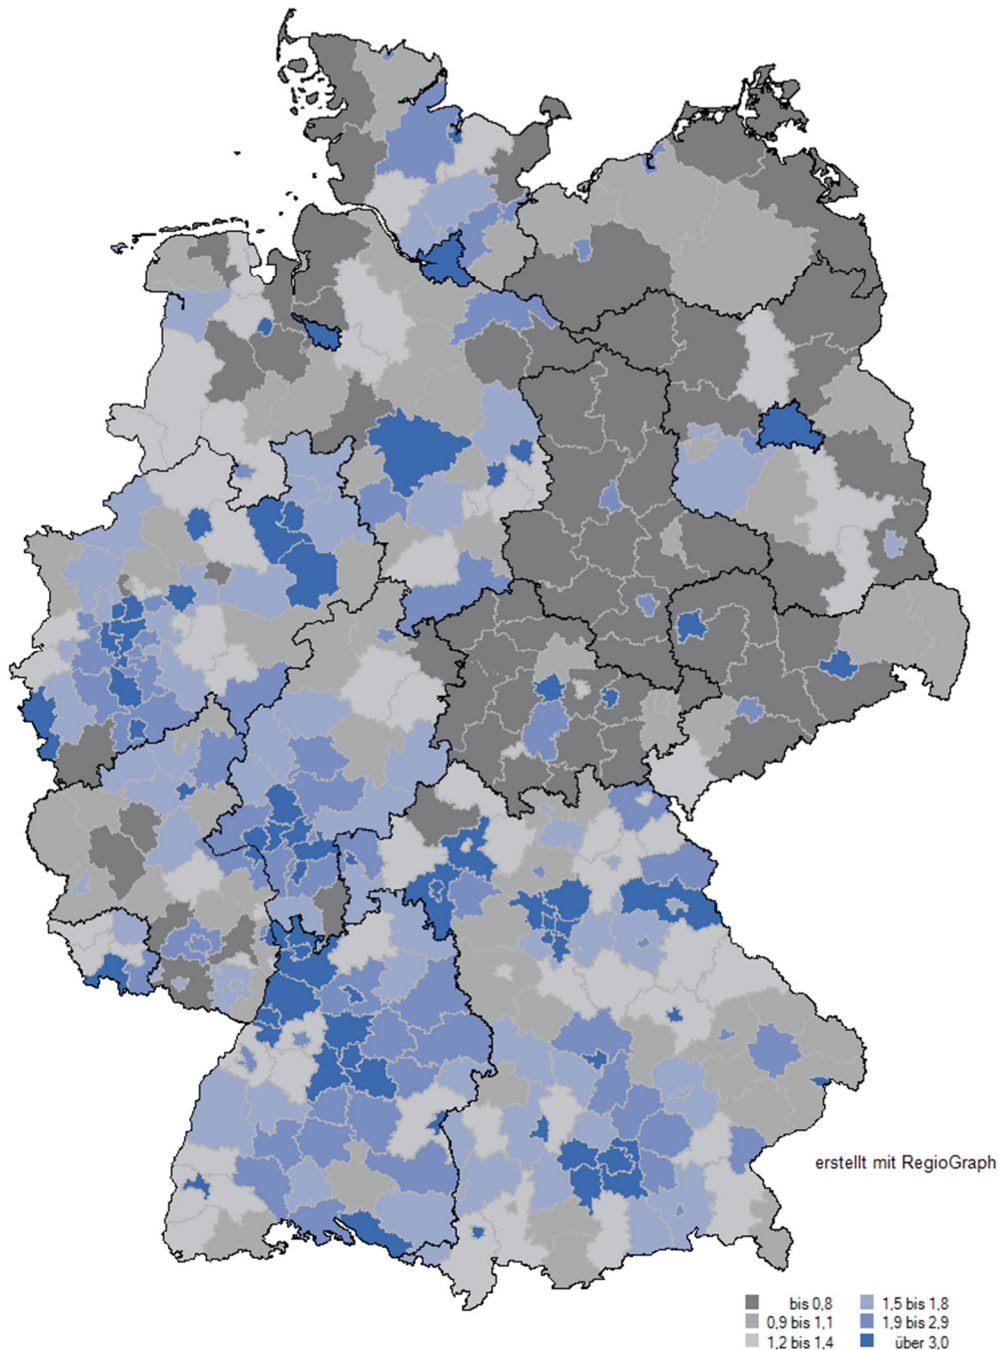 erstellt mit RegioGraph
bis 0,8
0,9 bis 1,1
1,2 bis 1,4
1,5 bis 1,8
1,9 bis 2,9
über 3,0